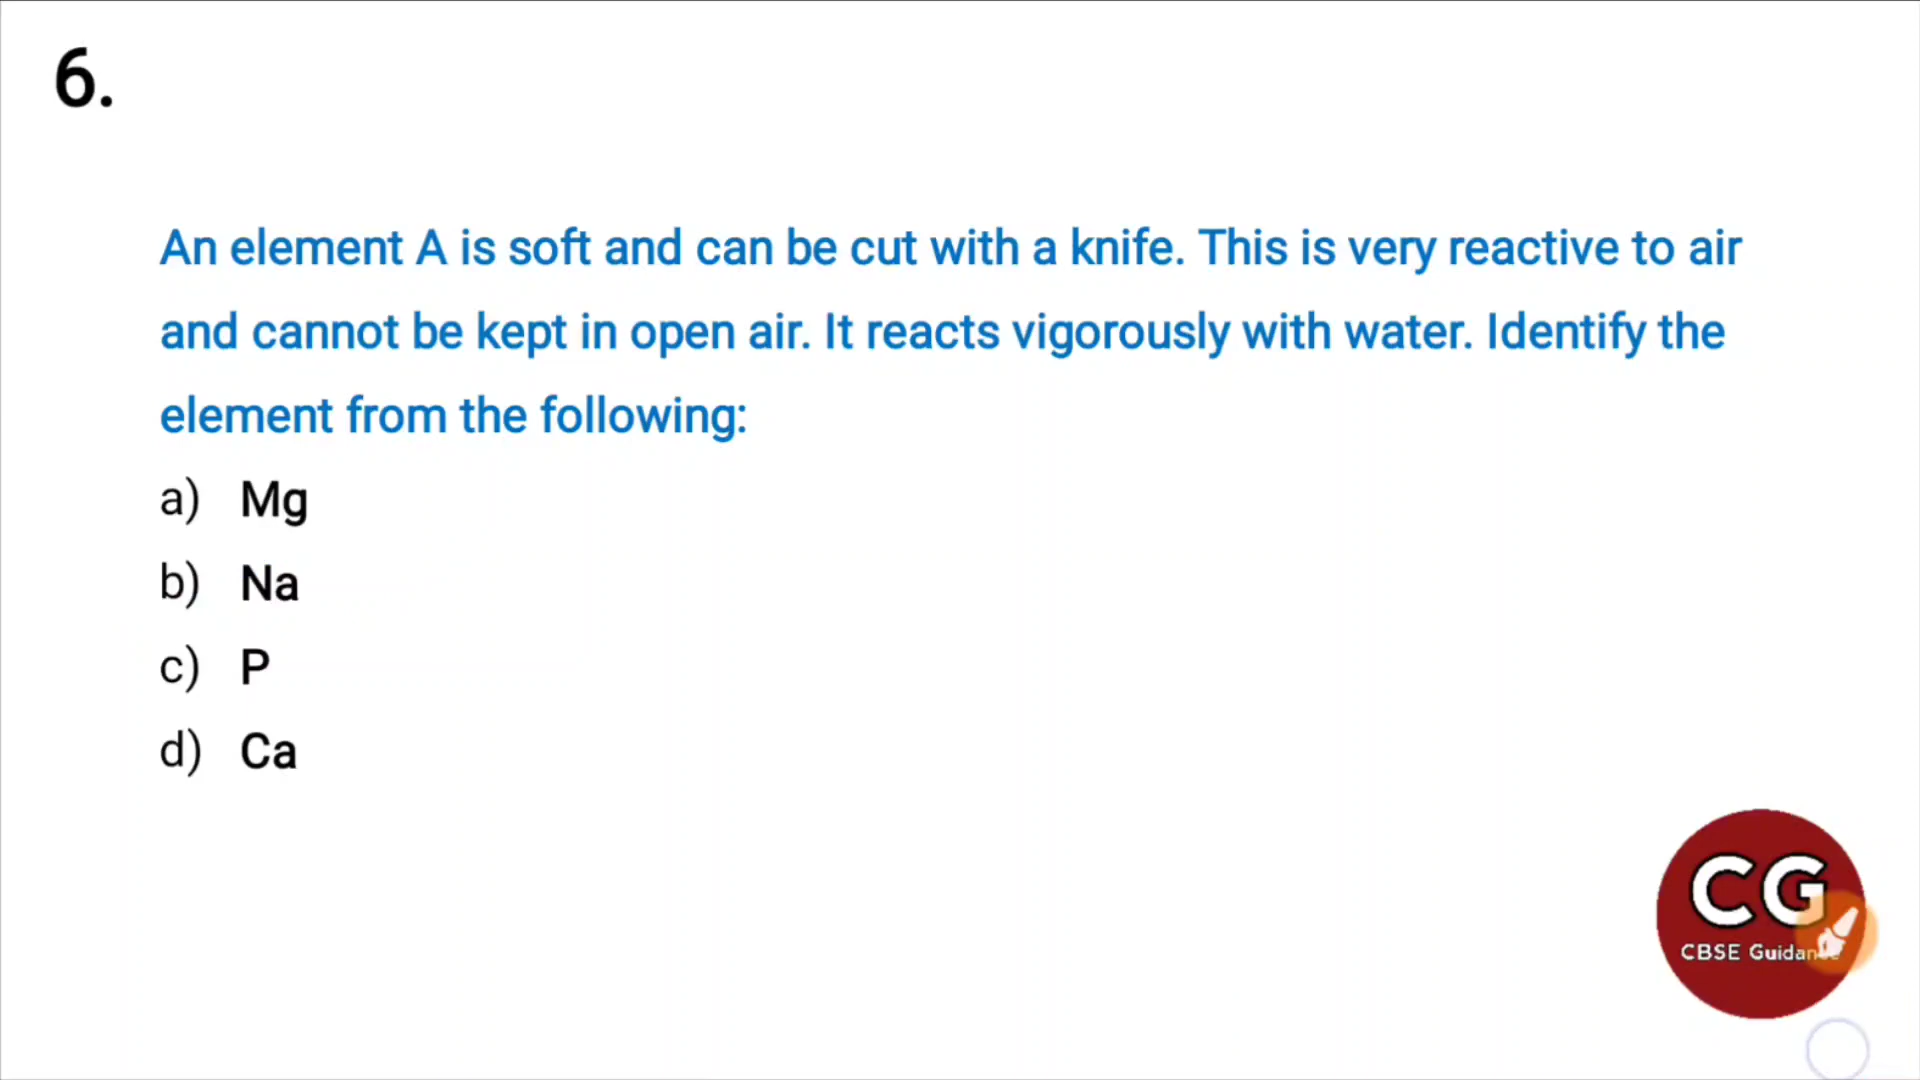 6.
An element A is soft and can be cut with a knife. This is very reactive to air
and cannot be kept in open air. It reacts vigorously with water. Identify the
element from the following:
a) Mg
b) Na
c) P
d) Ca
CG
CBSE